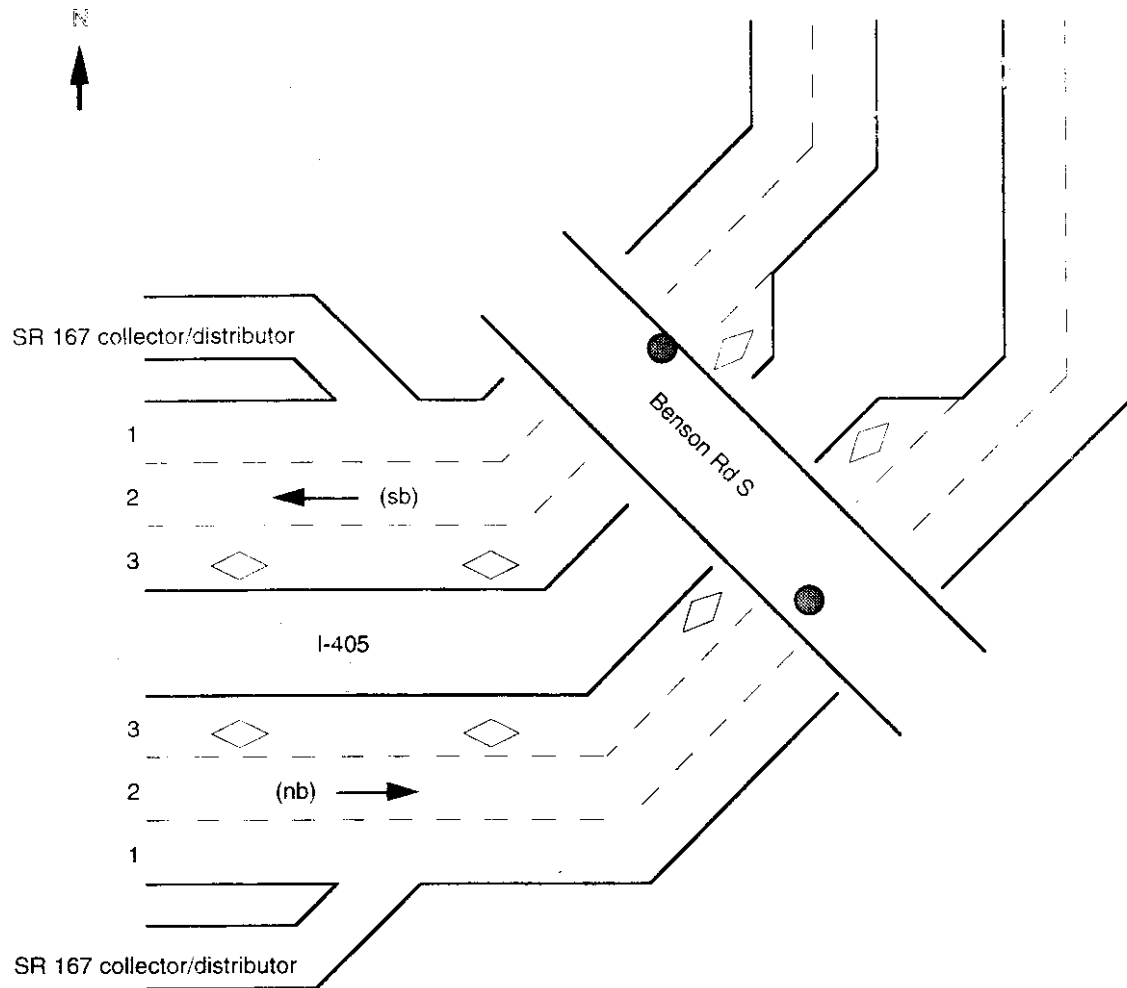 N
SR 167 collector/distributor
1
2
(sb)
3
Benson Rd S
I-405
3
2
(nb)
1
SR 167 collector/distributor